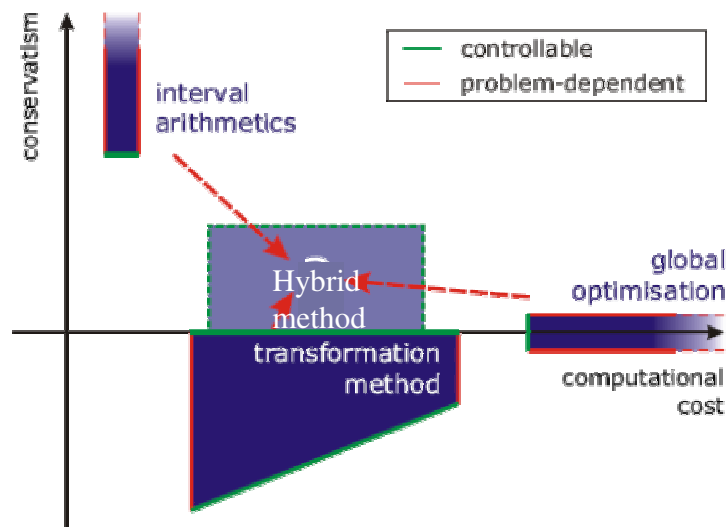 controllable
problem-dependent
conservatism
interval
arithmetics
Hybrid
method
global
optimisation
transformation
method
computational
cost